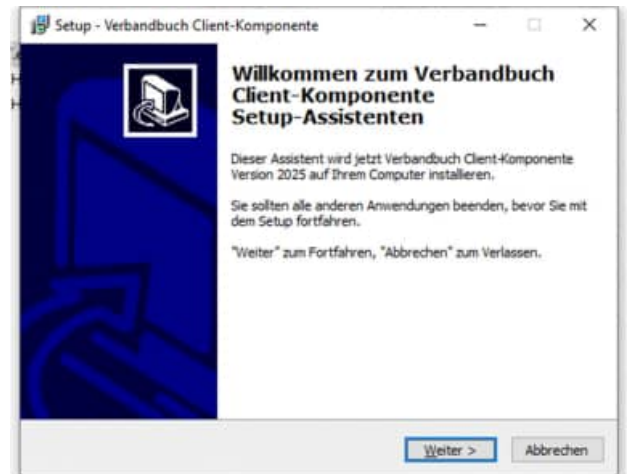 Setup - Verbandbuch Client-Komponente
Willkommen zum Verbandbuch
Client-Komponente
Setup-Assistenten
Dieser Assistent wird jetzt Verbandbuch Client-Komponente
Version 2025 auf Ihrem Computer installieren.
Sie sollten alle anderen Anwendungen beenden, bevor Sie mit
dem Setup fortfahren.
"Weiter" zum Fortfahren, "Abbrechen" zum Verlassen.
Weiter > Abbrechen